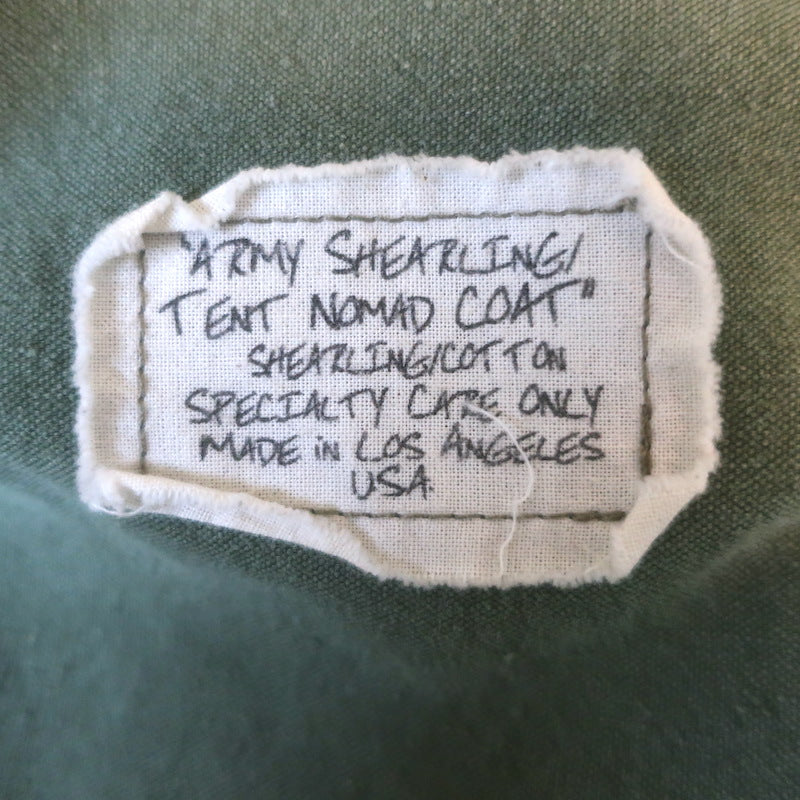 "ARMY SHEARLING/
TENT NOMAD COAT"
SHEARLING/COTTON
SPECIALTY CARE ONLY
MADE in LOS ANGELES
USA